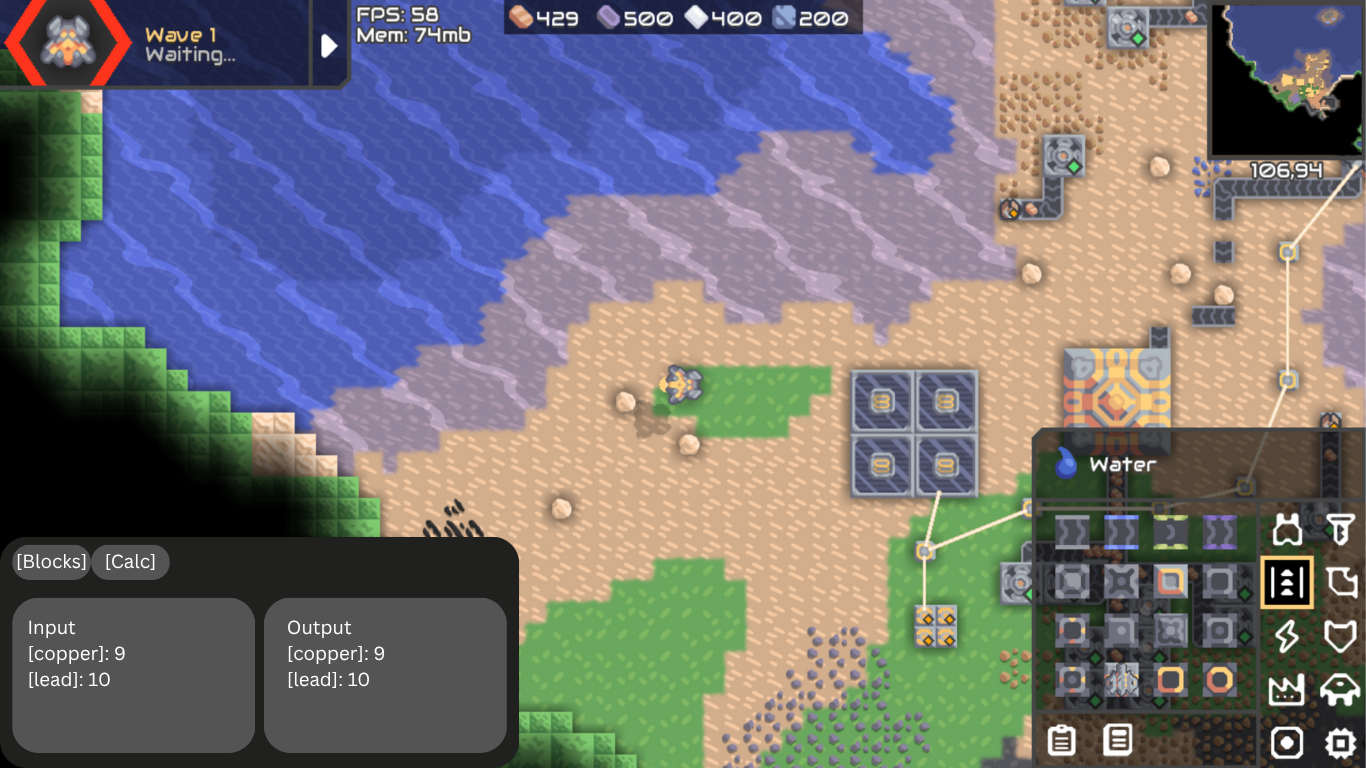 Wave 1
Waiting...
FPS: 58
Mem: 74mb
429 500 400 200
106,94
Water
[Blocks] [Calc]
Input
[copper]: 9
[lead]: 10
Output
[copper]: 9
[lead]: 10